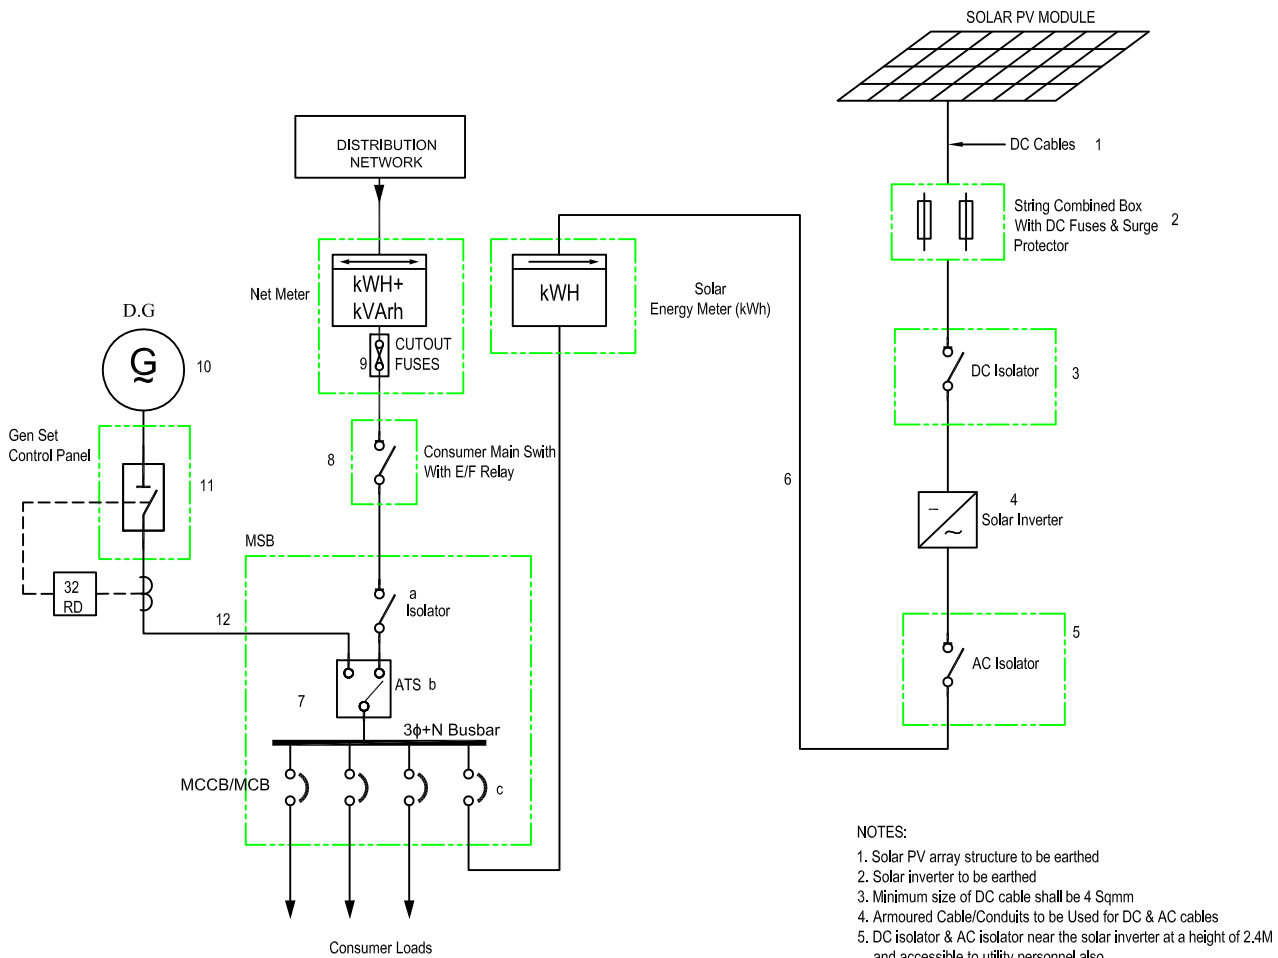 SOLAR PV MODULE
DC Cables 1
String Combined Box
With DC Fuses & Surge
Protector
2
DISTRIBUTION
NETWORK
Net Meter
kWH+
kVArh
9
CUTOUT
FUSES
kWH
Solar
Energy Meter (kWh)
D.G
G
~
10
Gen Set
Control Panel
11
32
RD
12
8
Consumer Main Swith
With E/F Relay
6
DC Isolator
3
4
Solar Inverter
–
~
5
AC Isolator
MSB
a
Isolator
7
ATS b
3ϕ+N Busbar
MCCB/MCB
c
Consumer Loads
NOTES:
1. Solar PV array structure to be earthed
2. Solar inverter to be earthed
3. Minimum size of DC cable shall be 4 Sqmm
4. Armoured Cable/Conduits to be Used for DC & AC cables
5. DC isolator & AC isolator near the solar inverter at a height of 2.4M
and accessible to utility personnel also